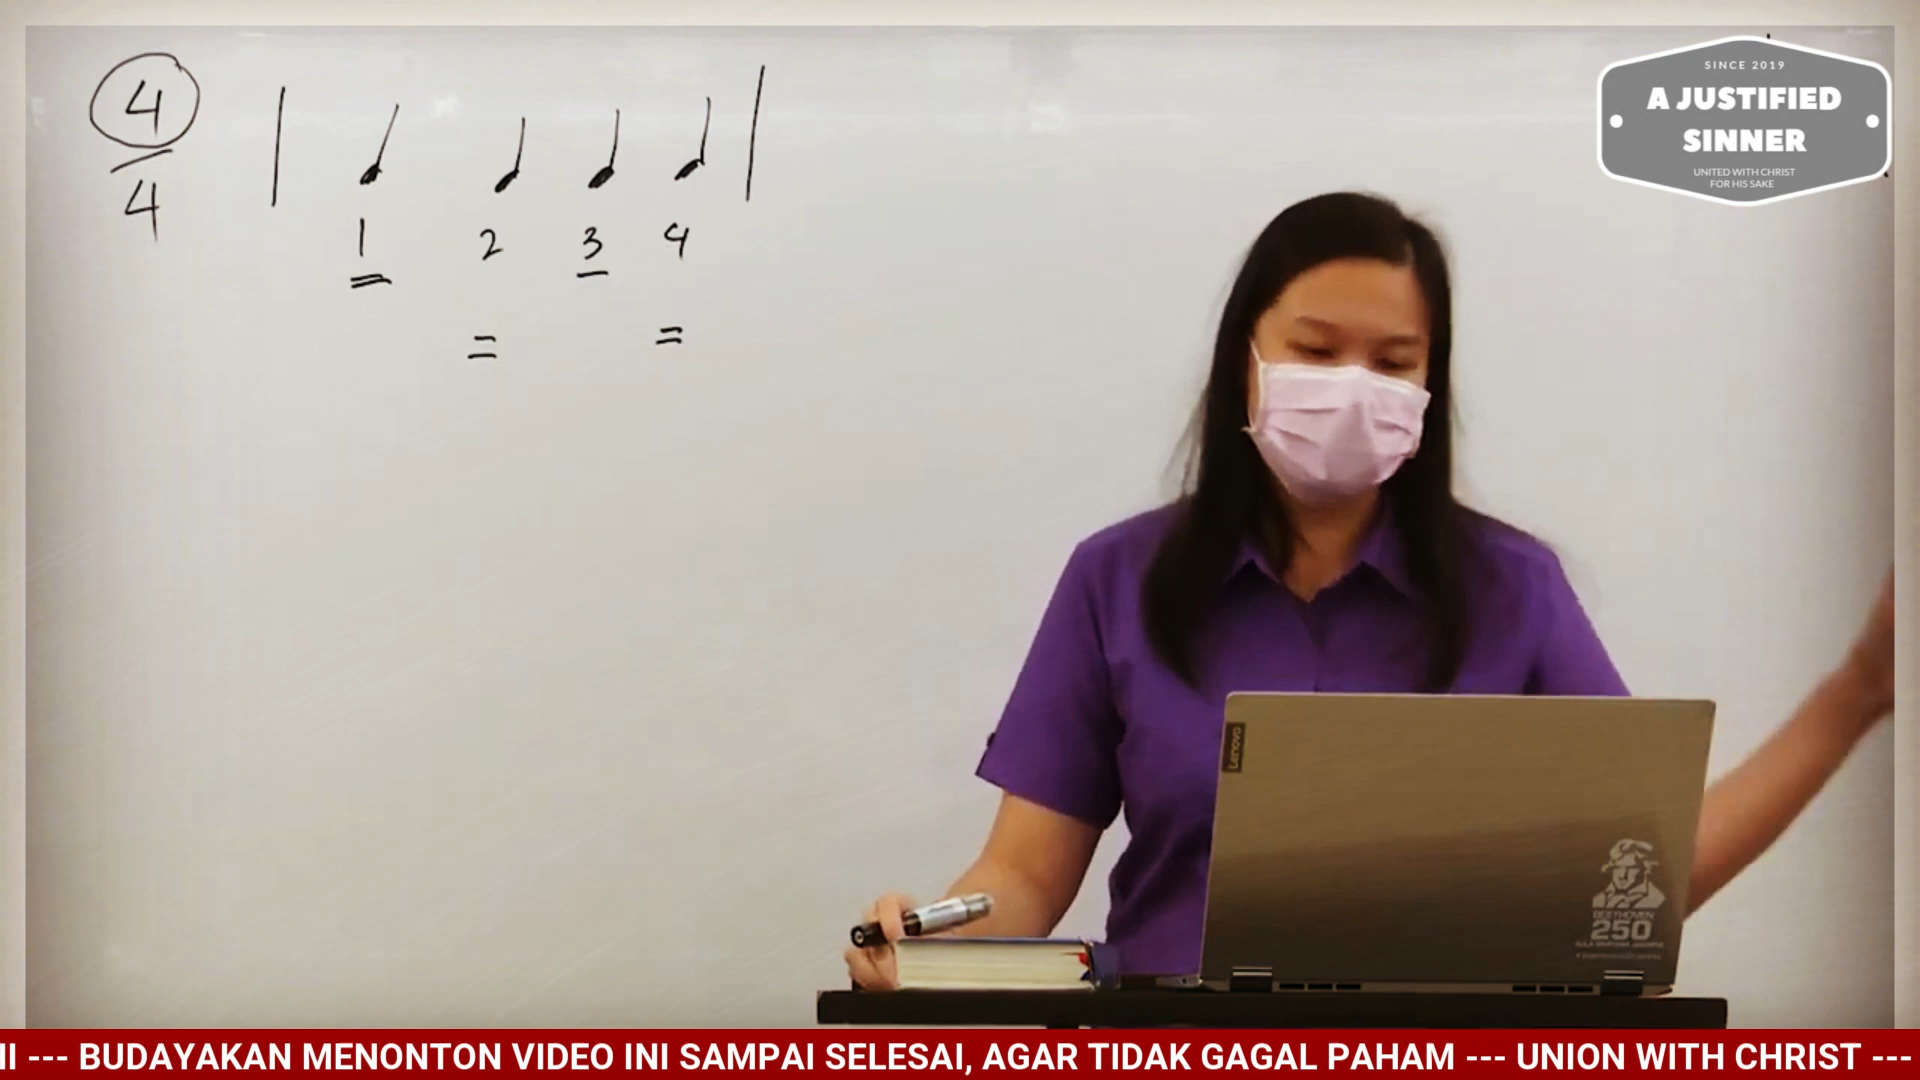 4
4
1 2 3 4
= =
SINCE 2019
A JUSTIFIED
SINNER
UNITED WITH CHRIST
FOR HIS SAKE
Lenovo
BEETHOVEN
250
II --- BUDAYAKAN MENONTON VIDEO INI SAMPAI SELESAI, AGAR TIDAK GAGAL PAHAM --- UNION WITH CHRIST ---